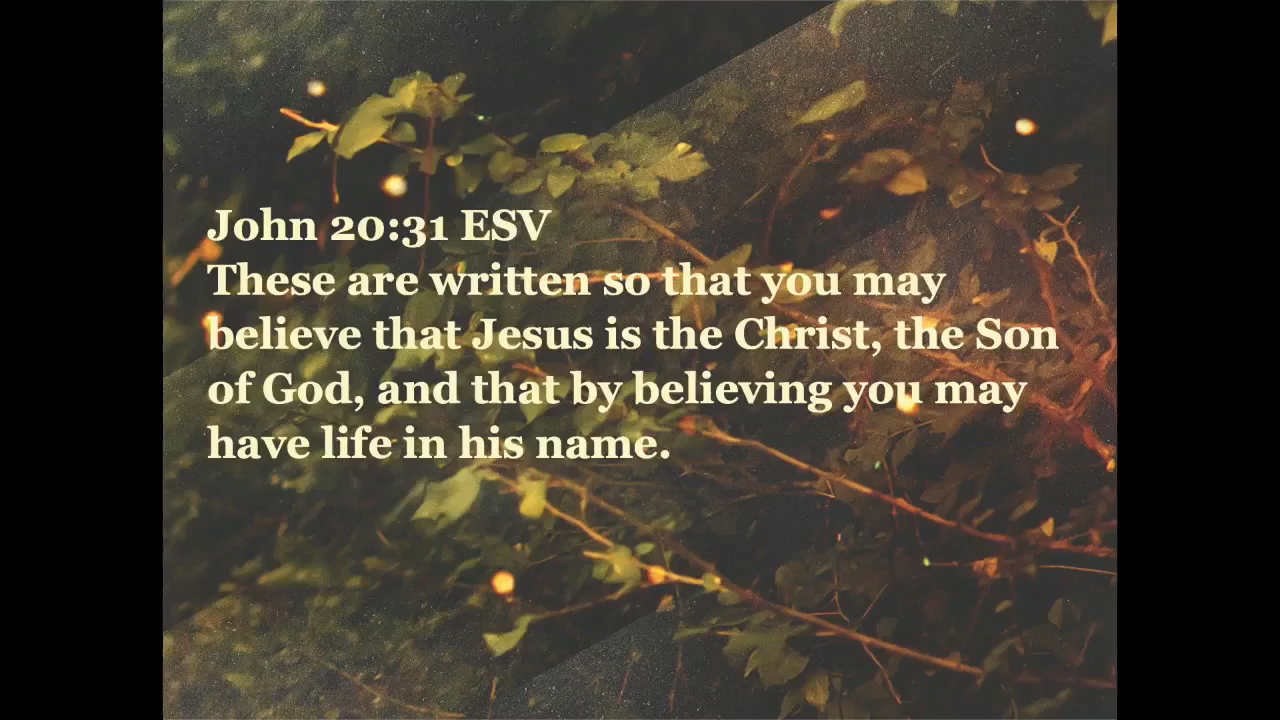 John 20:31 ESV
These are written so that you may
believe that Jesus is the Christ, the Son
of God, and that by believing you may
have life in his name.